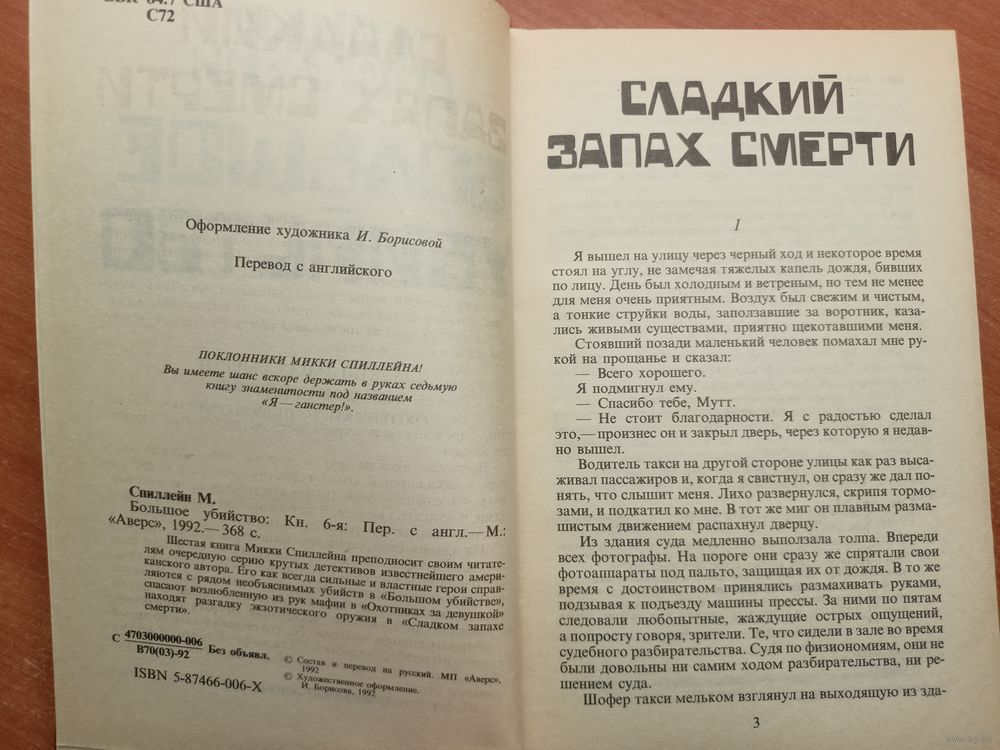 ББК 84.7 США
С72
Оформление художника И. Борисовой
Перевод с английского
ПОКЛОННИКИ МИККИ СПИЛЛЕЙНА!
Вы имеете шанс вскоре держать в руках седьмую
книгу знаменитости под названием
«Я — гангстер!».
Спиллейн М.
Большое убийство: Кн. 6-я: Пер. с англ.—М.:
«Аверс», 1992.— 368 с.
Шестая книга Микки Спиллейна преподносит своим читате-
лям очередную серию крутых детективов известнейшего амери-
канского автора. Его как всегда сильные и властные герои справ-
ляются с рядом необъяснимых убийств в «Большом убийстве»,
спасают возлюбленную из рук мафии в «Охотниках за девушкой»
находят разгадку экзотического оружия в «Сладком запахе
смерти».
С 4703000000-006
В70(03)-92 Без объявл.
© Состав и перевод на русский. МП «Аверс»,
1992
© Художественное оформление.
И. Борисова, 1992
ISBN 5-87466-006-X
СЛАДКИЙ
ЗАПАХ СМЕРТИ
I
Я вышел на улицу через черный ход и некоторое время
стоял на углу, не замечая тяжелых капель дождя, бивших
по лицу. День был холодным и ветреным, но тем не менее
для меня очень приятным. Воздух был свежим и чистым,
а тонкие струйки воды, заползавшие за воротник, каза-
лись живыми существами, приятно щекотавшими меня.
Стоявший позади маленький человек помахал мне ру-
кой на прощанье и сказал:
— Всего хорошего.
Я подмигнул ему.
— Спасибо тебе, Мутт.
— Не стоит благодарности. Я с радостью сделал
это,— произнес он и закрыл дверь, через которую я недав-
но вышел.
Водитель такси на другой стороне улицы как раз выса-
живал пассажиров и, когда я свистнул, он сразу же дал по-
нять, что слышит меня. Лихо развернулся, скрипя тормо-
зами, и подкатил ко мне. В тот же миг он плавным разма-
шистым движением распахнул дверцу.
Из здания суда медленно выползала толпа. Впереди
всех фотографы. На пороге они сразу же спрятали свои
фотоаппараты под пальто, защищая их от дождя. В то же
время с достоинством принялись размахивать руками,
подзывая к подъезду машины прессы. За ними по пятам
следовали любопытные, жаждущие острых ощущений,
а попросту говоря, зрители. Те, что сидели в зале во время
судебного разбирательства. Судя по физиономиям, они не
были довольны ни самим ходом разбирательства, ни ре-
шением суда.
Шофер такси мельком взглянул на выходящую из зда-
3
www.ay.by